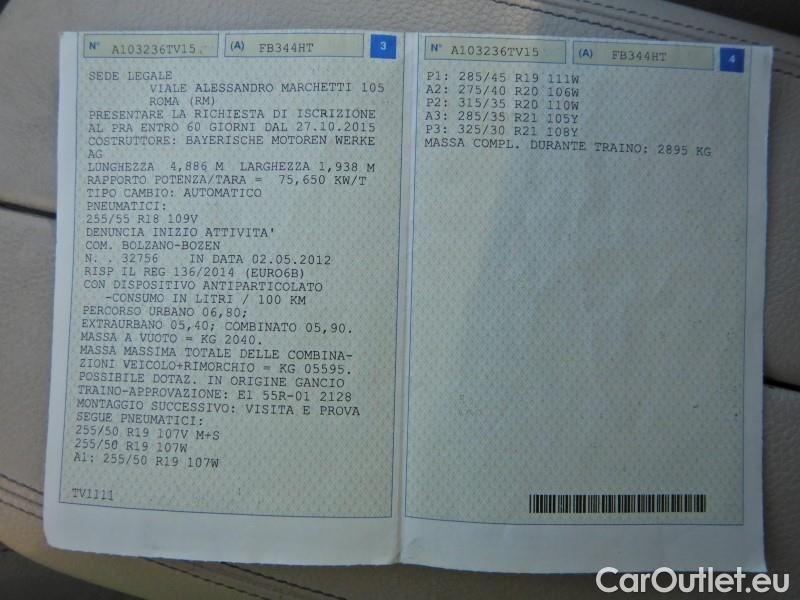 N° A103236TV15 (A) FB344HT 3
SEDE LEGALE
VIALE ALESSANDRO MARCHETTI 105
ROMA (RM)
PRESENTARE LA RICHIESTA DI ISCRIZIONE
AL PRA ENTRO 60 GIORNI DAL 27.10.2015
COSTRUTTORE: BAYERISCHE MOTOREN WERKE
AG
LUNGHEZZA 4,886 M LARGHEZZA 1,938 M
RAPPORTO POTENZA/TARA = 75,650 KW/T
TIPO CAMBIO: AUTOMATICO
PNEUMATICI:
255/55 R18 109V
DENUNCIA INIZIO ATTIVITA'
COM. BOLZANO-BOZEN
N. . 32756 IN DATA 02.05.2012
RISP IL REG 136/2014 (EURO6B)
CON DISPOSITIVO ANTIPARTICOLATO
-CONSUMO IN LITRI / 100 KM
PERCORSO URBANO 06,80;
EXTRAURBANO 05,40; COMBINATO 05,90.
MASSA A VUOTO = KG 2040.
MASSA MASSIMA TOTALE DELLE COMBINA-
ZIONI VEICOLO+RIMORCHIO = KG 05595.
POSSIBILE DOTAZ. IN ORIGINE GANCIO
TRAINO-APPROVAZIONE: E1 55R-01 2128
MONTAGGIO SUCCESSIVO: VISITA E PROVA
SEGUE PNEUMATICI:
255/50 R19 107V M+S
255/50 R19 107W
A1: 255/50 R19 107W
TV1111
N° A103236TV15 (A) FB344HT 4
P1: 285/45 R19 111W
A2: 275/40 R20 106W
P2: 315/35 R20 110W
A3: 285/35 R21 105Y
P3: 325/30 R21 108Y
MASSA COMPL. DURANTE TRAINO: 2895 KG
CarOutlet.eu